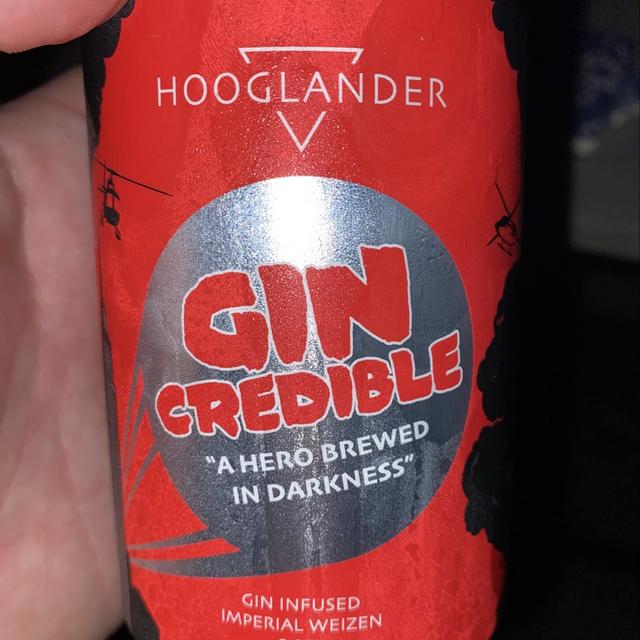 HOOGLANDER
GIN
CREDIBLE
"A HERO BREWED
IN DARKNESS"
GIN INFUSED
IMPERIAL WEIZEN